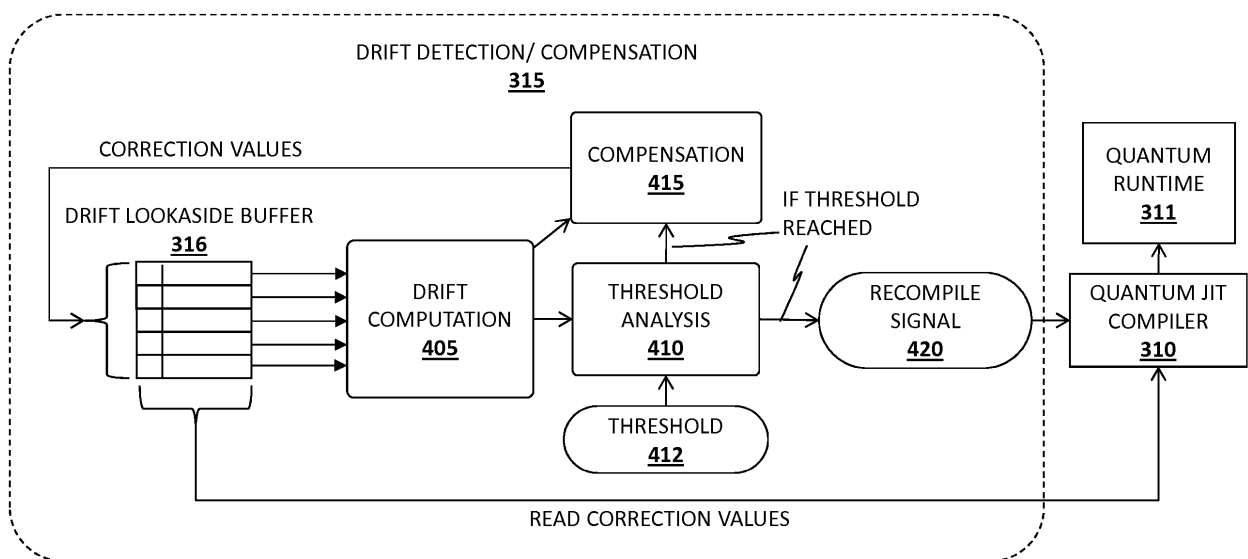 DRIFT DETECTION/ COMPENSATION
315
CORRECTION VALUES
COMPENSATION
415
IF THRESHOLD
REACHED
QUANTUM
RUNTIME
311
DRIFT LOOKASIDE BUFFER
316
DRIFT
COMPUTATION
405
THRESHOLD
ANALYSIS
410
RECOMPILE
SIGNAL
420
QUANTUM JIT
COMPILER
310
THRESHOLD
412
READ CORRECTION VALUES